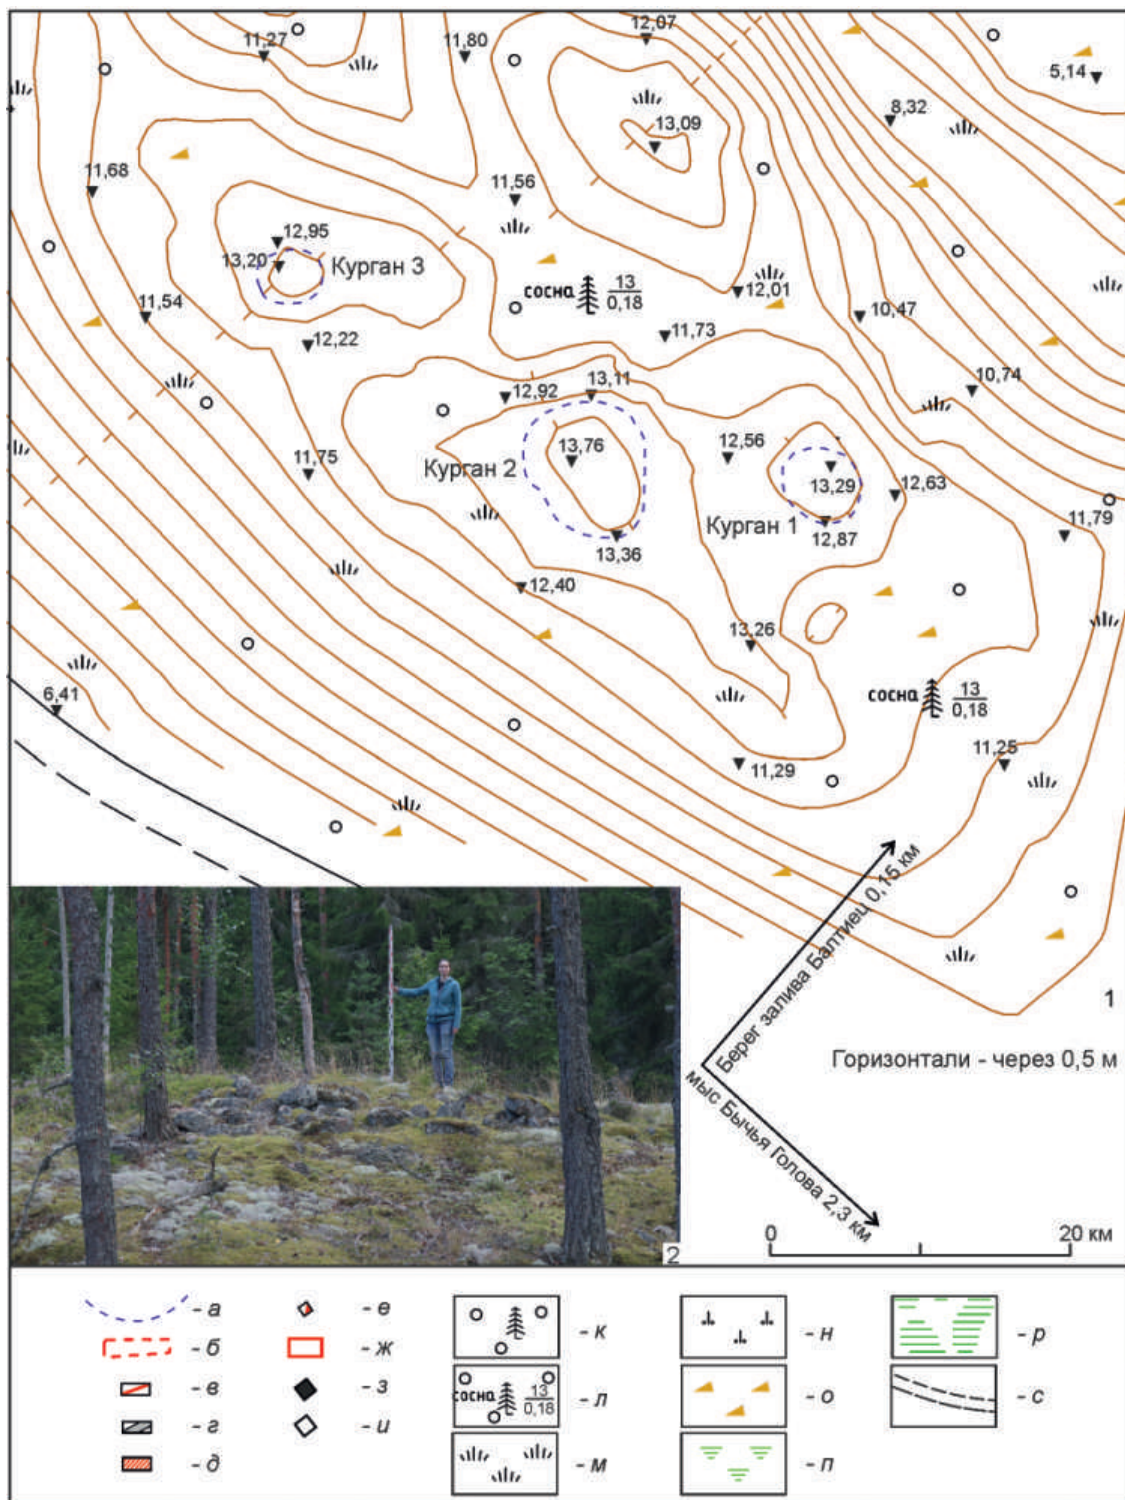 12,07
11,27
11,80
5,14
8,32
13,09
11,68
11,56
12,95
13,20
Курган 3
сосна 13
0,18
12,01
11,54
10,47
12,22
11,73
10,74
12,92
13,11
12,56
13,76
Курган 2
11,75
13,29
12,63
Курган 1
12,87
11,79
13,36
12,40
13,26
6,41
сосна 13
0,18
11,29
11,25
Берег залива Балтиец 0,15 км
1
Горизонтали - через 0,5 м
мыс Бычья Голова 2,3 км
0 20 км
2
- а
- б
- в
- г
- д
- е
- ж
- з
- и
- к
сосна 13
0,18
- л
- м
- н
- о
- п
- р
- с